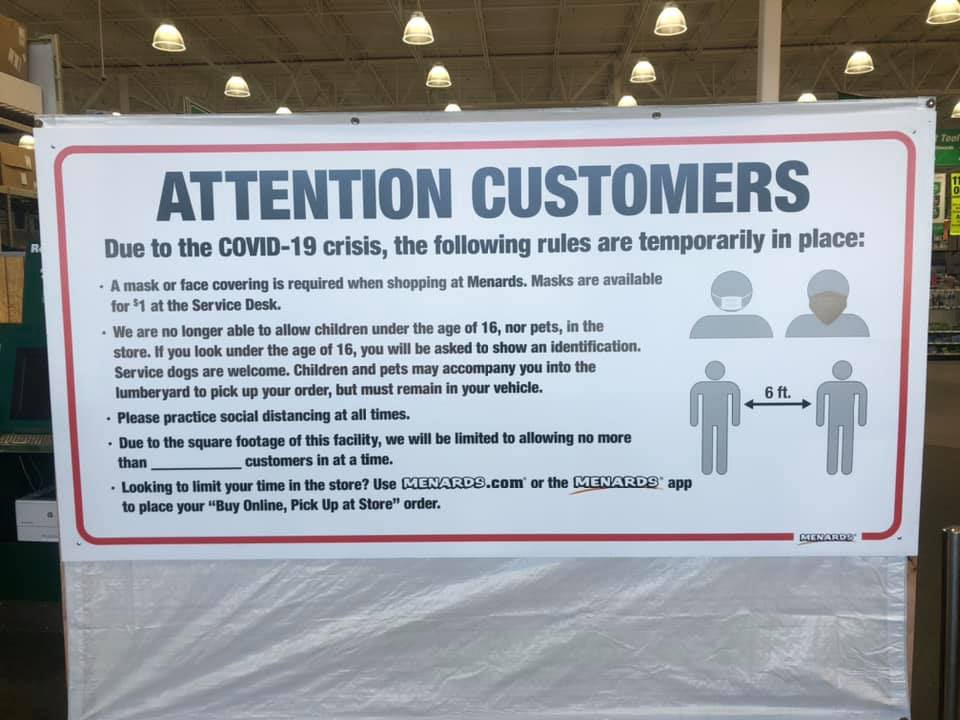 ATTENTION CUSTOMERS
Due to the COVID-19 crisis, the following rules are temporarily in place:
· A mask or face covering is required when shopping at Menards. Masks are available
for $1 at the Service Desk.
· We are no longer able to allow children under the age of 16, nor pets, in the
store. If you look under the age of 16, you will be asked to show an identification.
Service dogs are welcome. Children and pets may accompany you into the
lumberyard to pick up your order, but must remain in your vehicle.
· Please practice social distancing at all times.
· Due to the square footage of this facility, we will be limited to allowing no more
than ___________ customers in at a time.
· Looking to limit your time in the store? Use MENARDS.com® or the MENARDS® app
to place your “Buy Online, Pick Up at Store” order.
6 ft.
MENARDS®